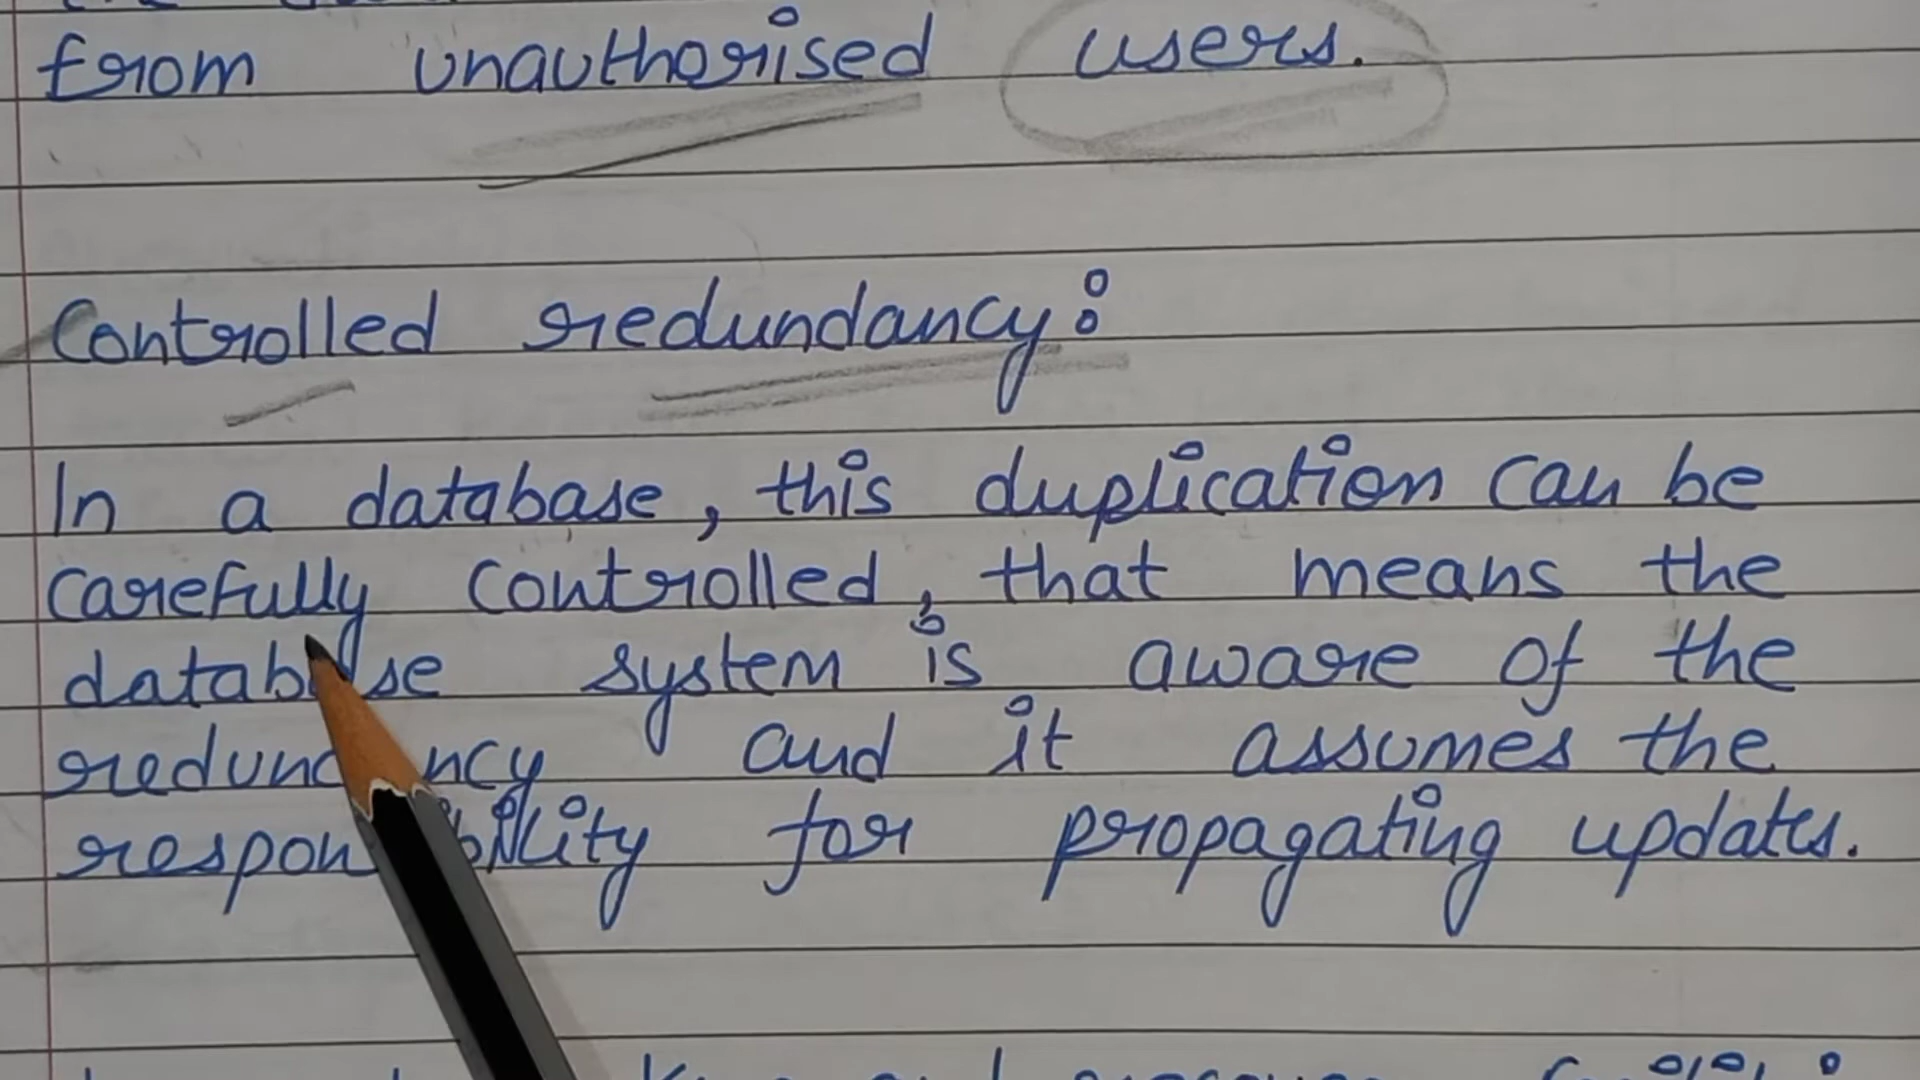 from unauthorised users.
Controlled redundancy:
In a database, this duplication can be
carefully controlled, that means the
database system is aware of the
redundancy and it assumes the
responsibility for propagating updates.